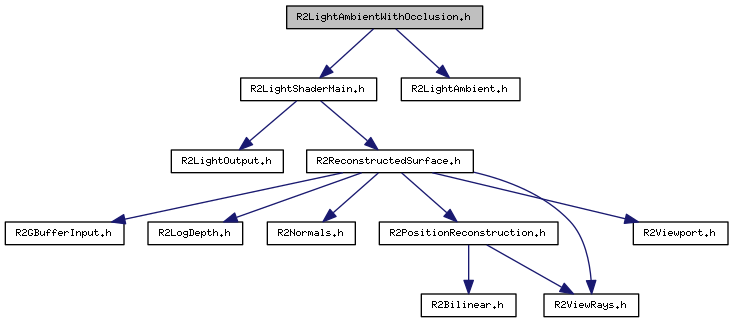 R2LightAmbientWithOcclusion.h
R2LightShaderMain.h
R2LightAmbient.h
R2LightOutput.h
R2ReconstructedSurface.h
R2GBufferInput.h
R2LogDepth.h
R2Normals.h
R2PositionReconstruction.h
R2Viewport.h
R2Bilinear.h
R2ViewRays.h